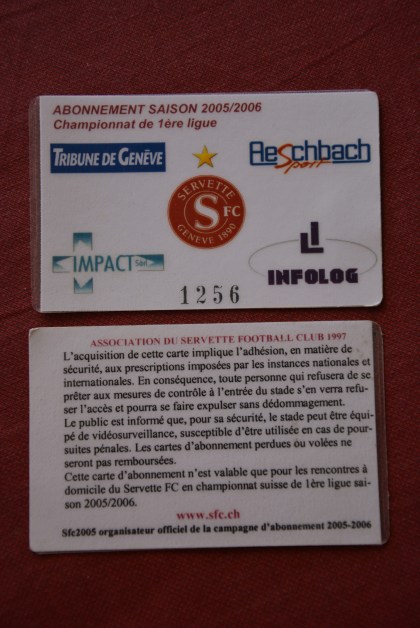 ABONNEMENT SAISON 2005/2006
Championnat de 1ère ligue
TRIBUNE DE GENÈVE
Aeschbach
Sport
SERVETTE
S FC
GENEVE 1890
IMPACT
INFOLOG
1256
ASSOCIATION DU SERVETTE FOOTBALL CLUB 1997
L'acquisition de cette carte implique l'adhésion, en matière de
sécurité, aux prescriptions imposées par les instances nationales et
internationales. En conséquence, toute personne qui refusera de se
prêter aux mesures de contrôle à l'entrée du stade s'en verra refu-
ser l'accès et pourra se faire expulser sans dédommagement.
Le public est informé que, pour sa sécurité, le stade peut être équi-
pé de vidéosurveillance, susceptible d'être utilisée en cas de pour-
suites pénales. Les cartes d'abonnement perdues ou volées ne
seront pas remboursées.
Cette carte d'abonnement n'est valable que pour les rencontres à
domicile du Servette FC en championnat suisse de 1ère ligue sai-
son 2005/2006.
www.sfc.ch
Sfc2005 organisateur officiel de la campagne d'abonnement 2005-2006